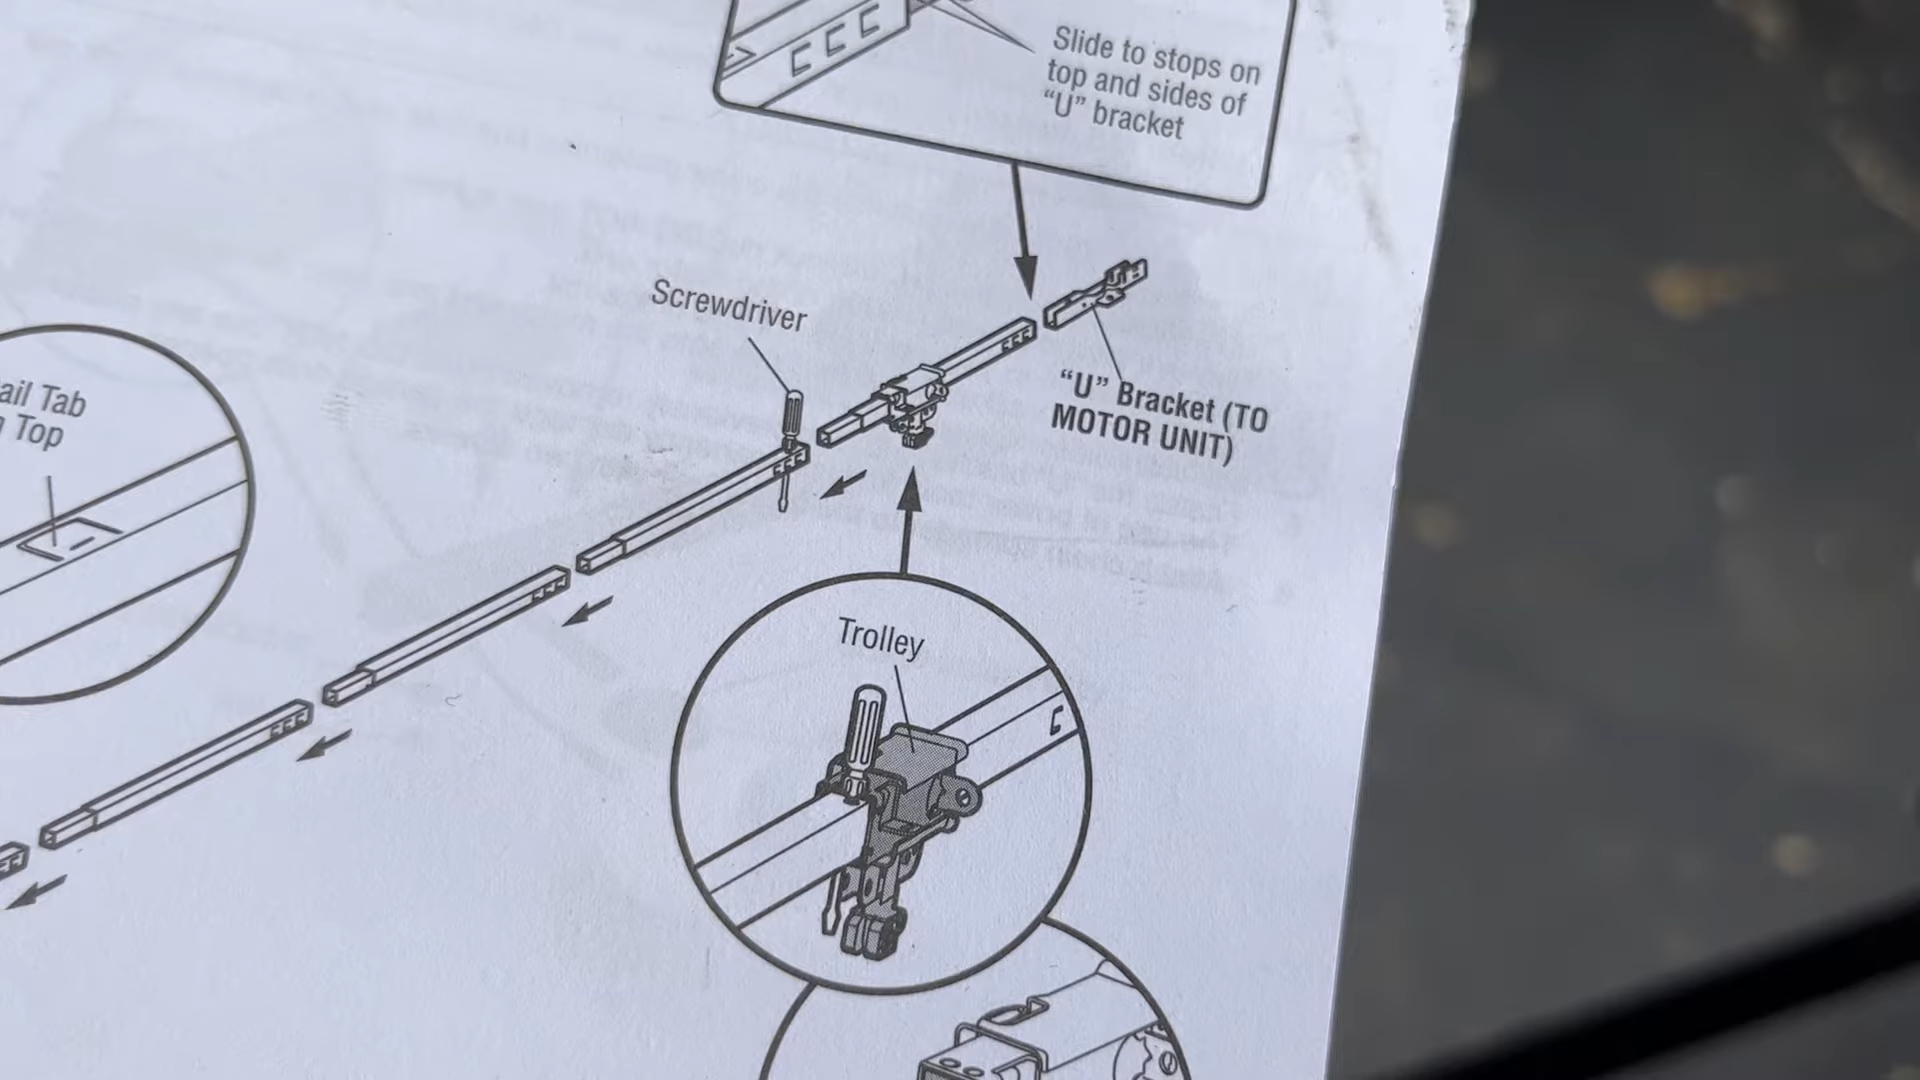 Slide to stops on
top and sides of
“U” bracket
Screwdriver
“U” Bracket (TO
MOTOR UNIT)
ail Tab
Top
Trolley